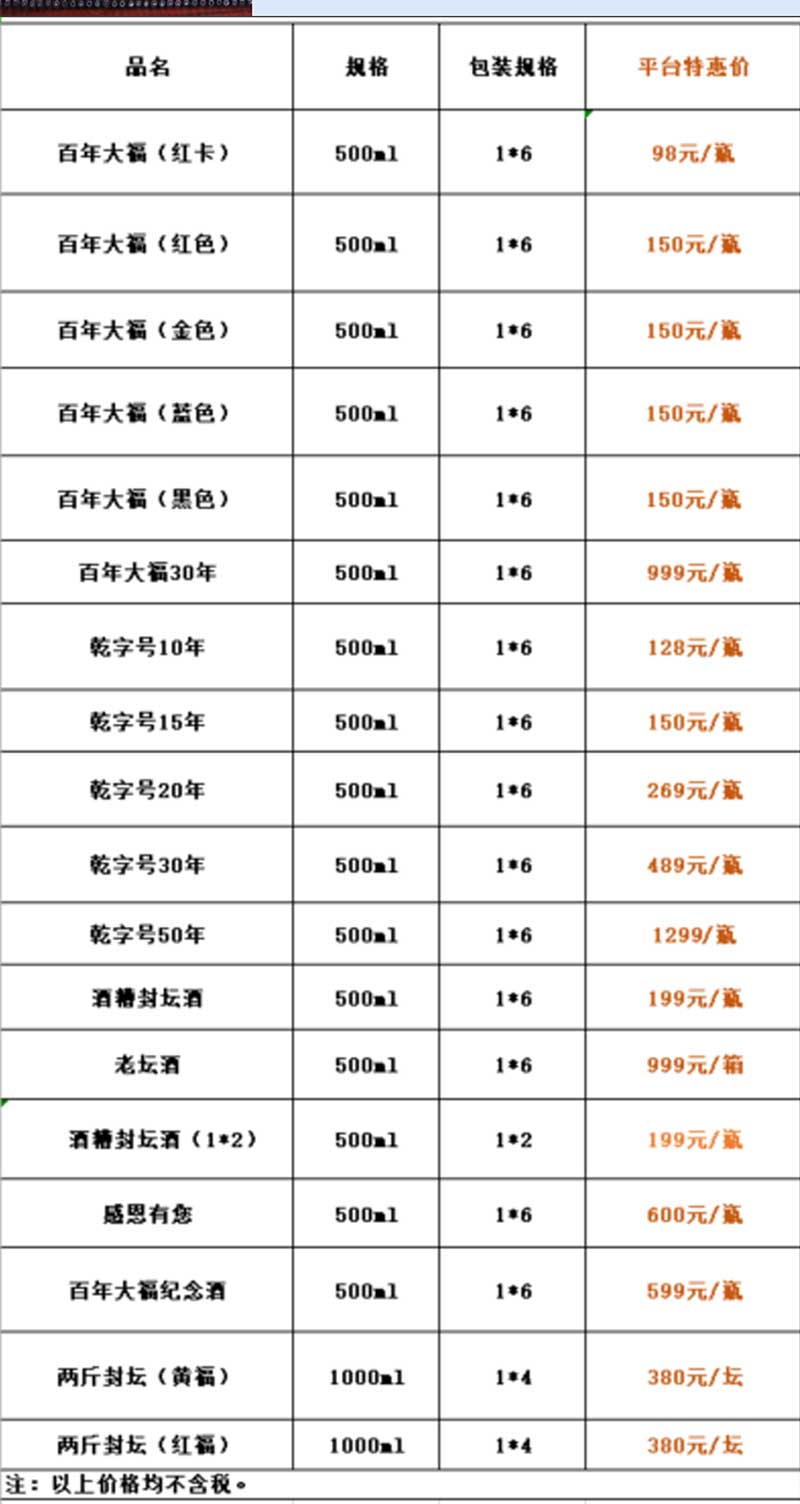 品名 规格 包装规格 平台特惠价
百年大福（红卡） 500ml 1*6 98元/瓶
百年大福（红色） 500ml 1*6 150元/瓶
百年大福（金色） 500ml 1*6 150元/瓶
百年大福（蓝色） 500ml 1*6 150元/瓶
百年大福（黑色） 500ml 1*6 150元/瓶
百年大福30年 500ml 1*6 999元/瓶
乾字号10年 500ml 1*6 128元/瓶
乾字号15年 500ml 1*6 150元/瓶
乾字号20年 500ml 1*6 269元/瓶
乾字号30年 500ml 1*6 489元/瓶
乾字号50年 500ml 1*6 1299/瓶
酒糟封坛酒 500ml 1*6 199元/瓶
老坛酒 500ml 1*6 999元/箱
酒糟封坛酒（1*2） 500ml 1*2 199元/瓶
感恩有您 500ml 1*6 600元/瓶
百年大福纪念酒 500ml 1*6 599元/瓶
两斤封坛（黄福） 1000ml 1*4 380元/坛
两斤封坛（红福） 1000ml 1*4 380元/坛
注：以上价格均不含税。